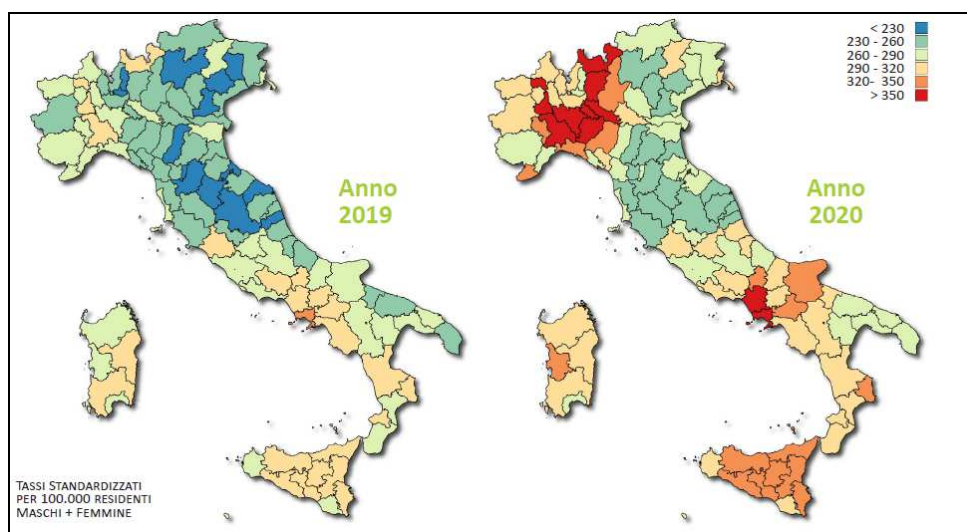 < 230
230 - 260
260 - 290
290 - 320
320- 350
> 350
Anno
2019
Anno
2020
TASSI STANDARDIZZATI
PER 100.000 RESIDENTI
MASCHI + FEMMINE